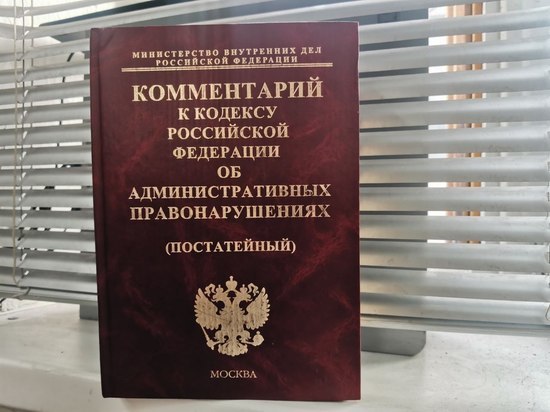 МИНИСТЕРСТВО ВНУТРЕННИХ ДЕЛ
РОССИЙСКОЙ ФЕДЕРАЦИИ
КОММЕНТАРИЙ
К КОДЕКСУ
РОССИЙСКОЙ
ФЕДЕРАЦИИ
ОБ
АДМИНИСТРАТИВНЫХ
ПРАВОНАРУШЕНИЯХ
(ПОСТАТЕЙНЫЙ)
МОСКВА